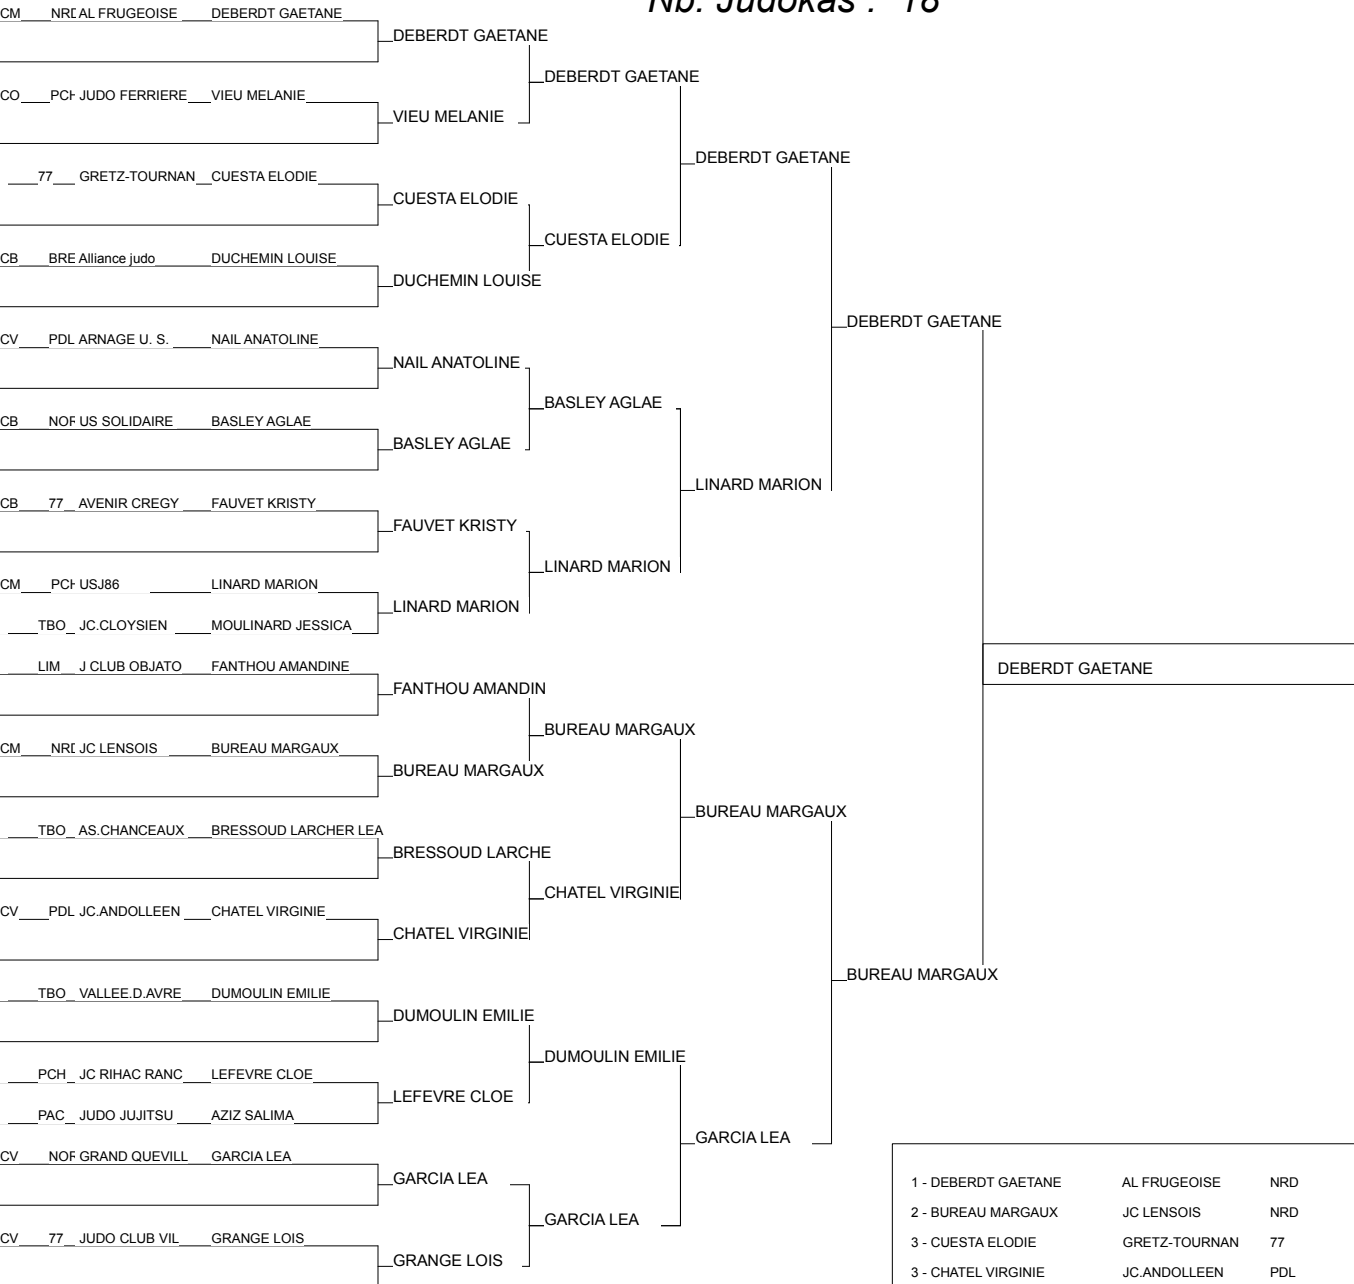 Nb. Judokas : 18
CM NRD AL FRUGEOISE DEBERDT GAETANE
DEBERDT GAETANE
DEBERDT GAETANE
CO PCH JUDO FERRIERE VIEU MELANIE
VIEU MELANIE
DEBERDT GAETANE
77 GRETZ-TOURNAN CUESTA ELODIE
CUESTA ELODIE
CUESTA ELODIE
CB BRE Alliance judo DUCHEMIN LOUISE
DUCHEMIN LOUISE
DEBERDT GAETANE
CV PDL ARNAGE U. S. NAIL ANATOLINE
NAIL ANATOLINE
BASLEY AGLAE
CB NOR US SOLIDAIRE BASLEY AGLAE
BASLEY AGLAE
LINARD MARION
CB 77 AVENIR CREGY FAUVET KRISTY
FAUVET KRISTY
LINARD MARION
CM PCH USJ86 LINARD MARION
LINARD MARION
TBO JC.CLOYSIEN MOULINARD JESSICA
DEBERDT GAETANE
LIM J CLUB OBJATO FANTHOU AMANDINE
FANTHOU AMANDIN
BUREAU MARGAUX
CM NRD JC LENSOIS BUREAU MARGAUX
BUREAU MARGAUX
BUREAU MARGAUX
TBO AS.CHANCEAUX BRESSOUD LARCHER LEA
BRESSOUD LARCHE
CHATEL VIRGINIE
CV PDL JC.ANDOLLEEN CHATEL VIRGINIE
CHATEL VIRGINIE
BUREAU MARGAUX
TBO VALLEE.D.AVRE DUMOULIN EMILIE
DUMOULIN EMILIE
DUMOULIN EMILIE
PCH JC RIHAC RANC LEFEVRE CLOE
LEFEVRE CLOE
PAC JUDO JUJITSU AZIZ SALIMA
GARCIA LEA
CV NOR GRAND QUEVILL GARCIA LEA
GARCIA LEA
GARCIA LEA
CV 77 JUDO CLUB VIL GRANGE LOIS
GRANGE LOIS
1 - DEBERDT GAETANE AL FRUGEOISE NRD
2 - BUREAU MARGAUX JC LENSOIS NRD
3 - CUESTA ELODIE GRETZ-TOURNAN 77
3 - CHATEL VIRGINIE JC.ANDOLLEEN PDL